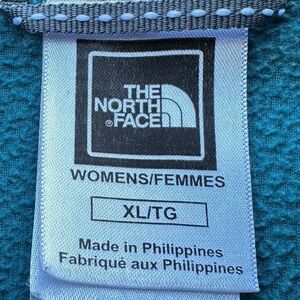 THE
NORTH
®FACE
WOMENS/FEMMES
XL/TG
Made in Philippines
Fabriqué aux Philippines